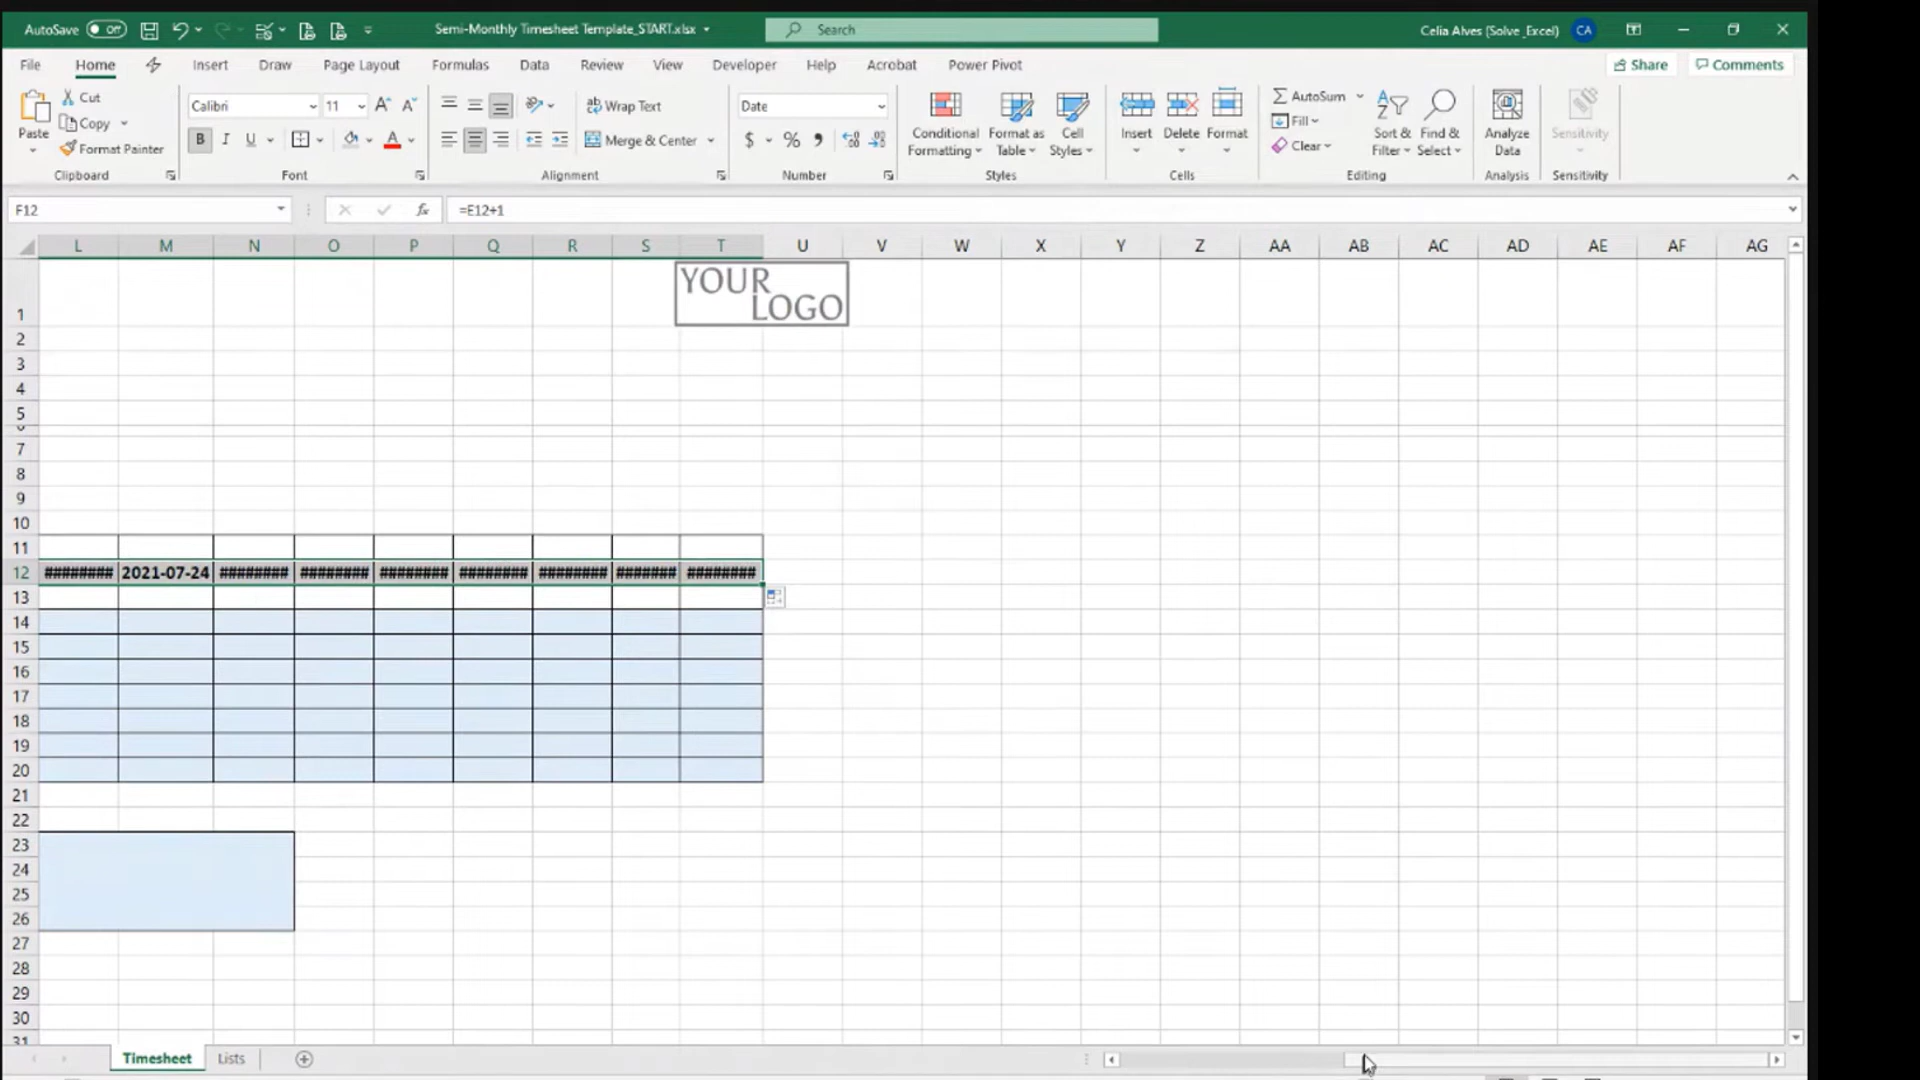 AutoSave Off Semi-Monthly Timesheet Template_START.xlsx Search Celia Alves (Solve_Excel) CA
File Home Insert Draw Page Layout Formulas Data Review View Developer Help Acrobat Power Pivot Share Comments
Paste Cut Copy Format Painter
Clipboard
Calibri 11 A A
B I U A
Font
Wrap Text
Merge & Center
Alignment
Date
$ % ,
Number
Conditional Formatting Format as Table Cell Styles
Styles
Insert Delete Format
Cells
AutoSum
Fill
Clear
Sort & Filter Find & Select
Editing
Analyze Data
Analysis
Sensitivity
Sensitivity
F12 fx =E12+1
L M N O P Q R S T U V W X Y Z AA AB AC AD AE AF AG
YOUR
LOGO
1
2
3
4
5
6
7
8
9
10
11
12 ######## 2021-07-24 ######## ######## ######## ######## ######## ####### ########
13
14
15
16
17
18
19
20
21
22
23
24
25
26
27
28
29
30
31
Timesheet Lists